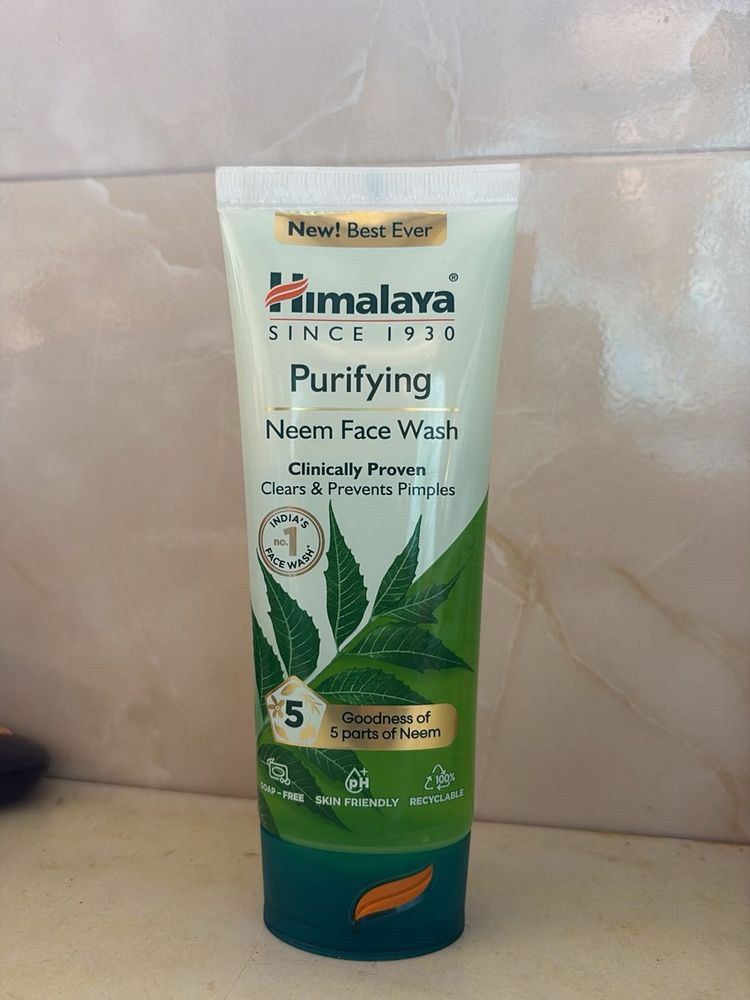 New! Best Ever
Himalaya®
SINCE 1930
Purifying
Neem Face Wash
Clinically Proven
Clears & Prevents Pimples
INDIA'S
no.1
FACE WASH*
5
Goodness of
5 parts of Neem
SOAP-FREE
pH+
SKIN FRIENDLY
100%
RECYCLABLE